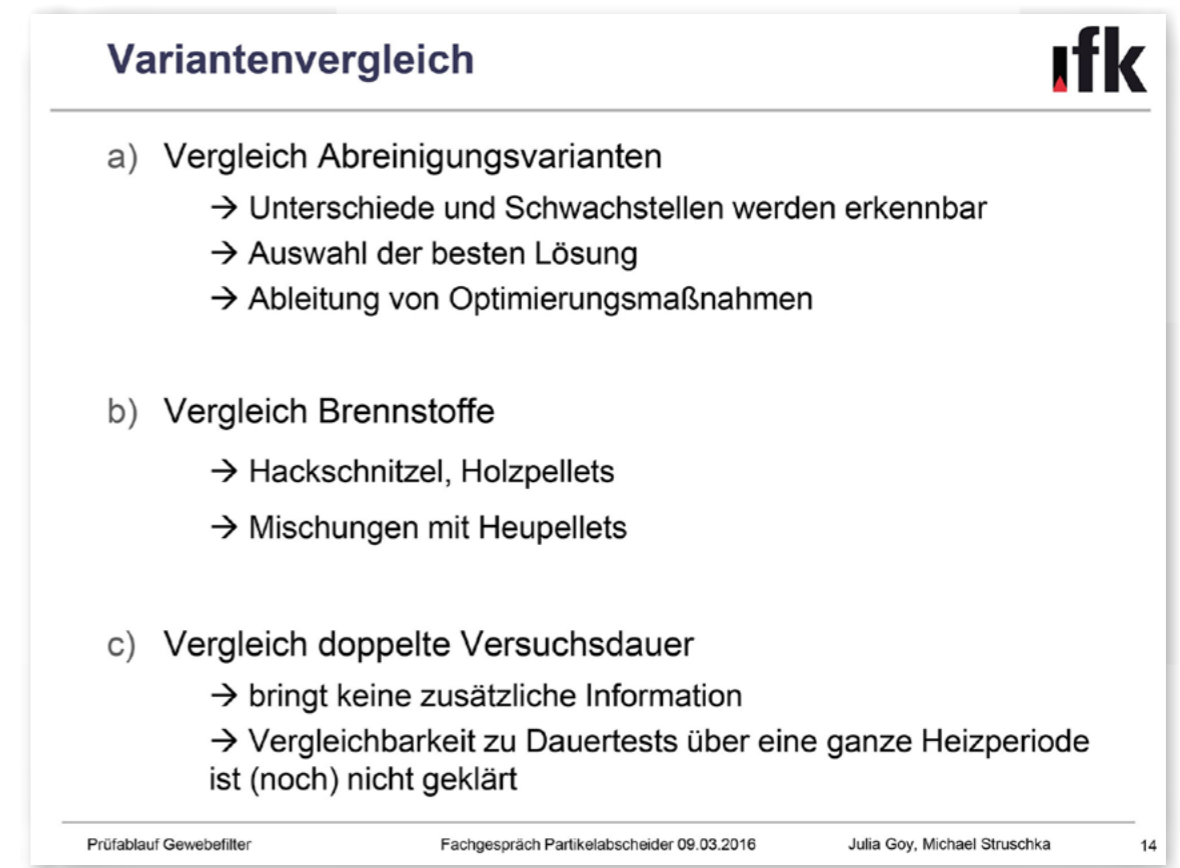 Variantenvergleich
ifk
a) Vergleich Abreinigungsvarianten
→ Unterschiede und Schwachstellen werden erkennbar
→ Auswahl der besten Lösung
→ Ableitung von Optimierungsmaßnahmen
b) Vergleich Brennstoffe
→ Hackschnitzel, Holzpellets
→ Mischungen mit Heupellets
c) Vergleich doppelte Versuchsdauer
→ bringt keine zusätzliche Information
→ Vergleichbarkeit zu Dauertests über eine ganze Heizperiode
ist (noch) nicht geklärt
Prüfablauf Gewebefilter Fachgespräch Partikelabscheider 09.03.2016 Julia Goy, Michael Struschka 14